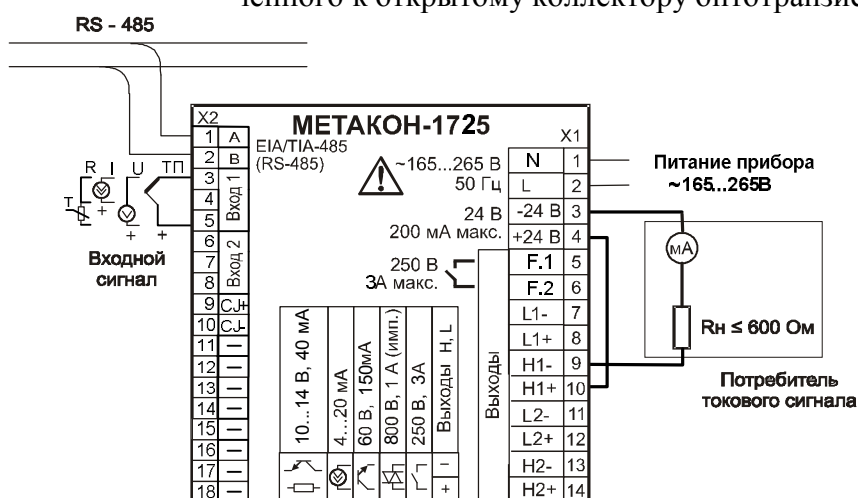 ченного к открытому коллектору оптотранзис
RS - 485
X2
МЕТАКОН-1725
X1
1 A
2 B
3
4
5
6
7
8
9 CJ+
10 CJ-
11 –
12 –
13 –
14 –
15 –
16 –
17 –
18 –
EIA/TIA-485
(RS-485)
Вход 1
Вход 2
R I U ТП
T
+ + +
Входной
сигнал
~165...265 В
50 Гц
24 В
200 мА макс.
250 В
3А макс.
N 1
L 2
-24 В 3
+24 В 4
F.1 5
F.2 6
L1- 7
L1+ 8
H1- 9
H1+ 10
L2- 11
L2+ 12
H2- 13
H2+ 14
Выходы
10...14 В, 40 мА
4...20 мА
60 В, 150мА
800 В, 1 А (имп.)
250 В, 3А
Выходы H, L
–
+
Питание прибора
~165...265В
мА
Rн ≤ 600 Ом
Потребитель
токового сигнала